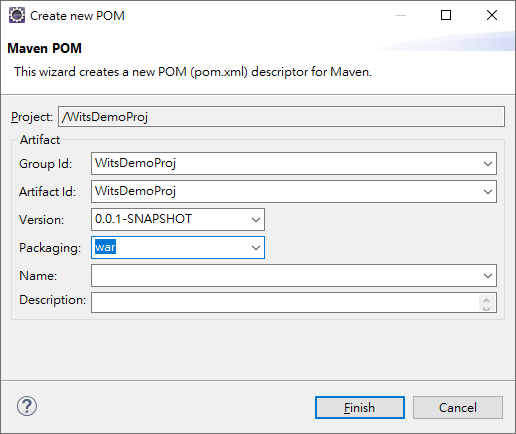 Create new POM
Maven POM
This wizard creates a new POM (pom.xml) descriptor for Maven.
Project: /WitsDemoProj
Artifact
Group Id: WitsDemoProj
Artifact Id: WitsDemoProj
Version: 0.0.1-SNAPSHOT
Packaging: war
Name:
Description:
? Finish Cancel